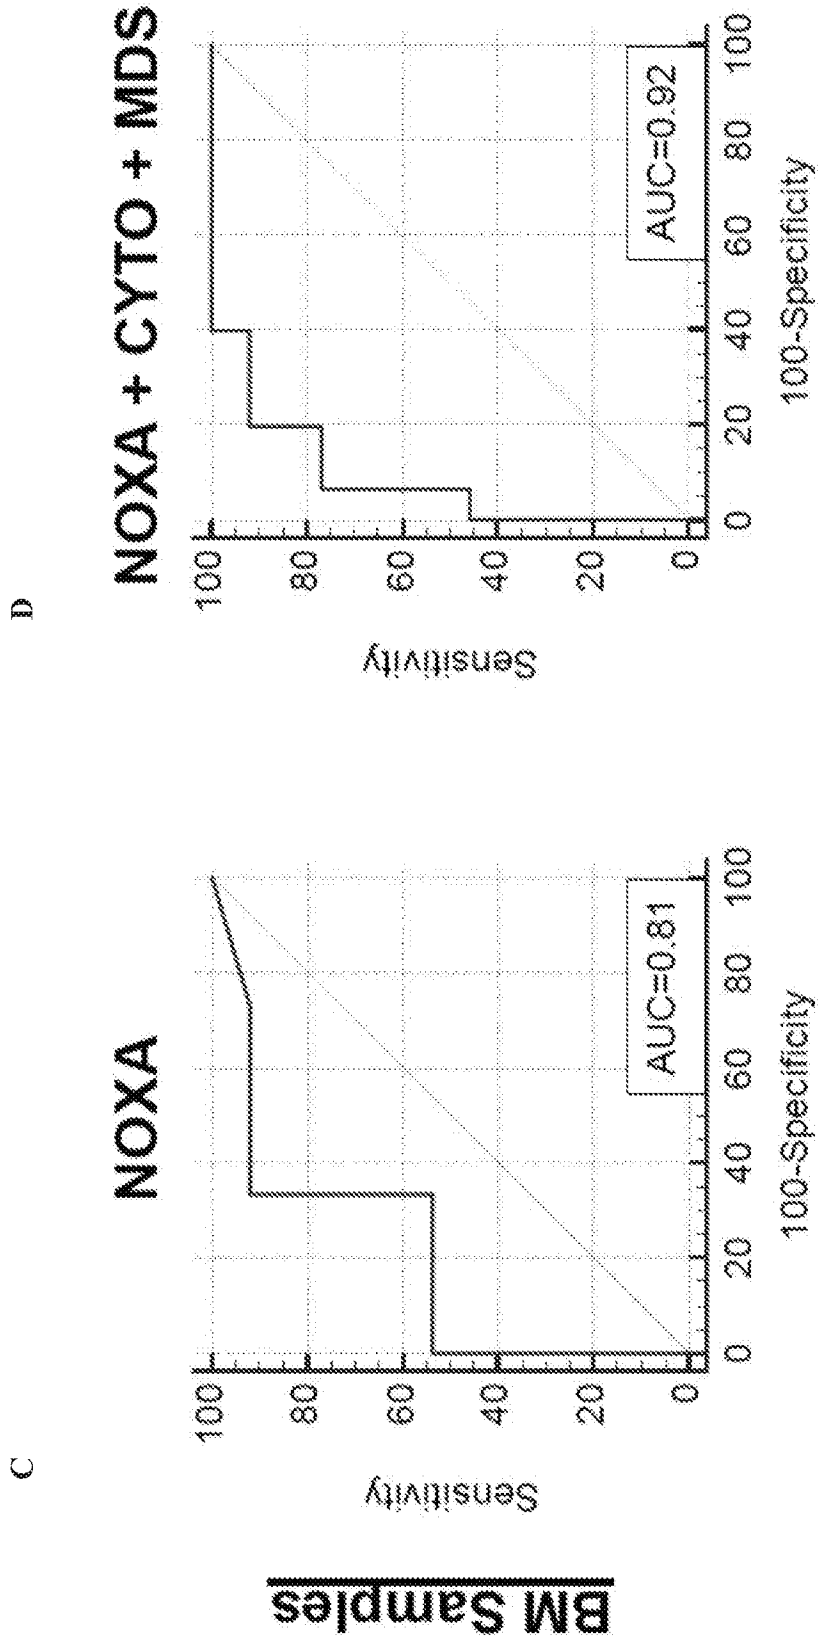 BM Samples
C
NOXA
Sensitivity
100
80
60
40
20
0
AUC=0.81
0 20 40 60 80 100
100-Specificity
D
NOXA + CYTO + MDS
Sensitivity
100
80
60
40
20
0
AUC=0.92
0 20 40 60 80 100
100-Specificity